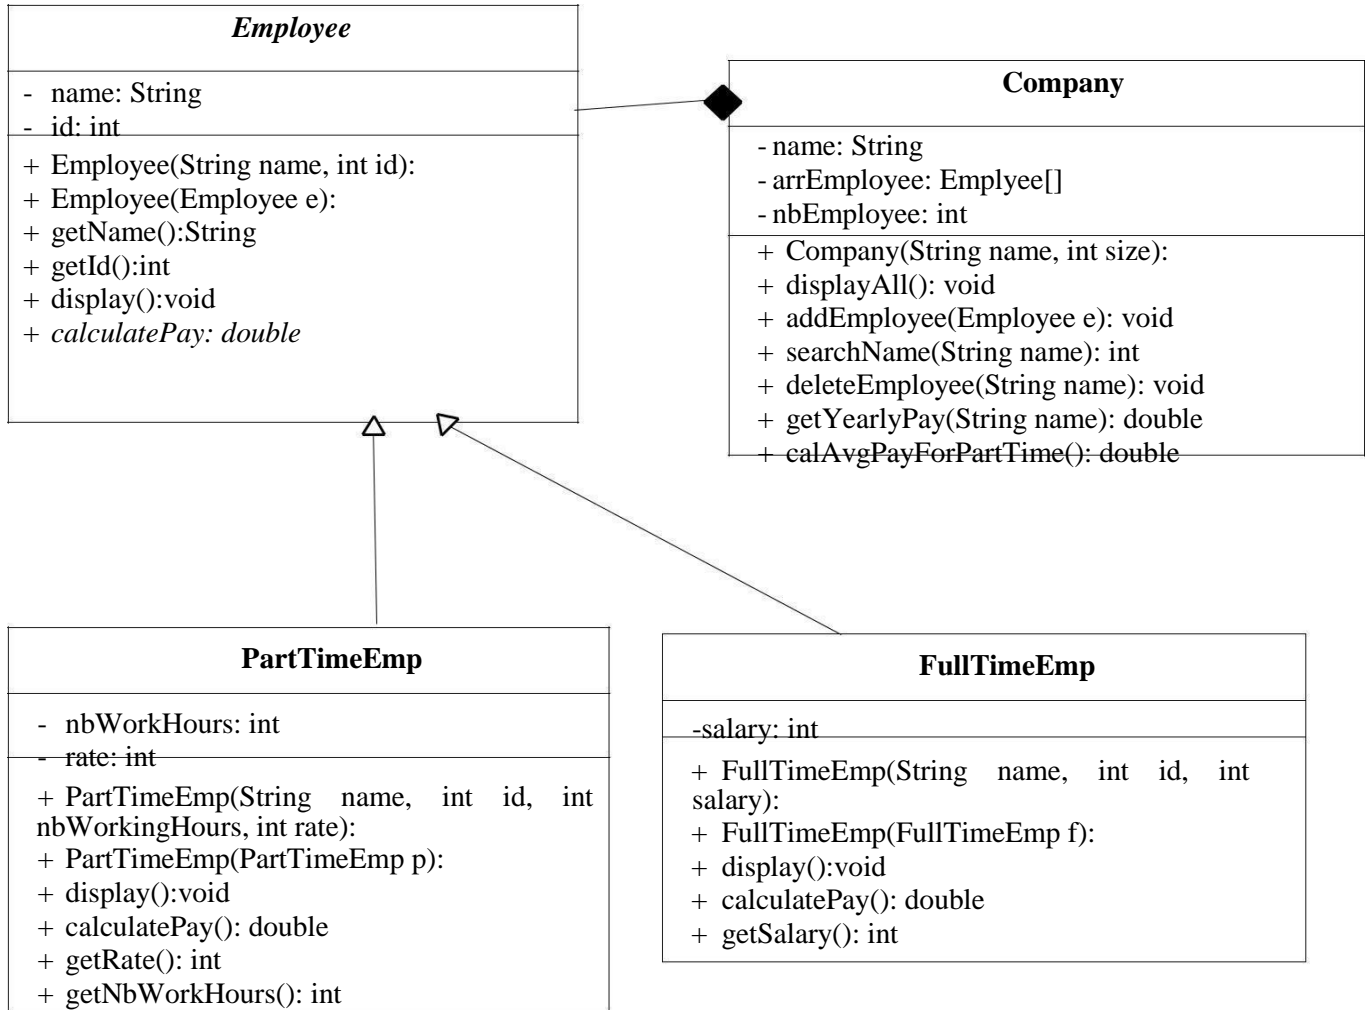 Employee
- name: String
- id: int
+ Employee(String name, int id):
+ Employee(Employee e):
+ getName():String
+ getId():int
+ display():void
+ calculatePay: double
Company
- name: String
- arrEmployee: Emplyee[]
- nbEmployee: int
+ Company(String name, int size):
+ displayAll(): void
+ addEmployee(Employee e): void
+ searchName(String name): int
+ deleteEmployee(String name): void
+ getYearlyPay(String name): double
+ calAvgPayForPartTime(): double
PartTimeEmp
- nbWorkHours: int
- rate: int
+ PartTimeEmp(String name, int id, int
nbWorkingHours, int rate):
+ PartTimeEmp(PartTimeEmp p):
+ display():void
+ calculatePay(): double
+ getRate(): int
+ getNbWorkHours(): int
FullTimeEmp
-salary: int
+ FullTimeEmp(String name, int id, int
salary):
+ FullTimeEmp(FullTimeEmp f):
+ display():void
+ calculatePay(): double
+ getSalary(): int